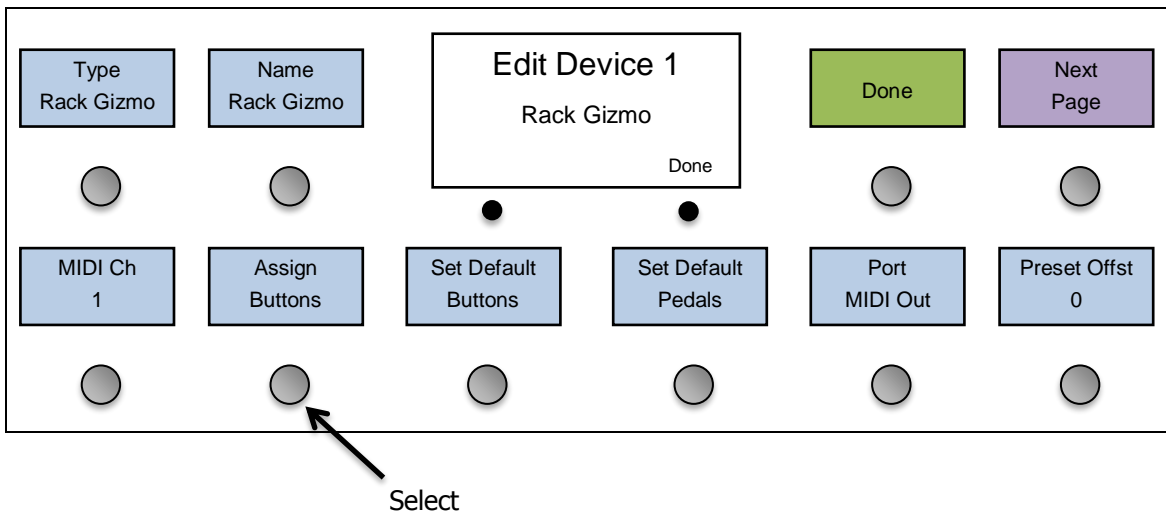 Type
Rack Gizmo
Name
Rack Gizmo
Edit Device 1
Rack Gizmo
Done
Done
Next
Page
MIDI Ch
1
Assign
Buttons
Set Default
Buttons
Set Default
Pedals
Port
MIDI Out
Preset Offst
0
Select